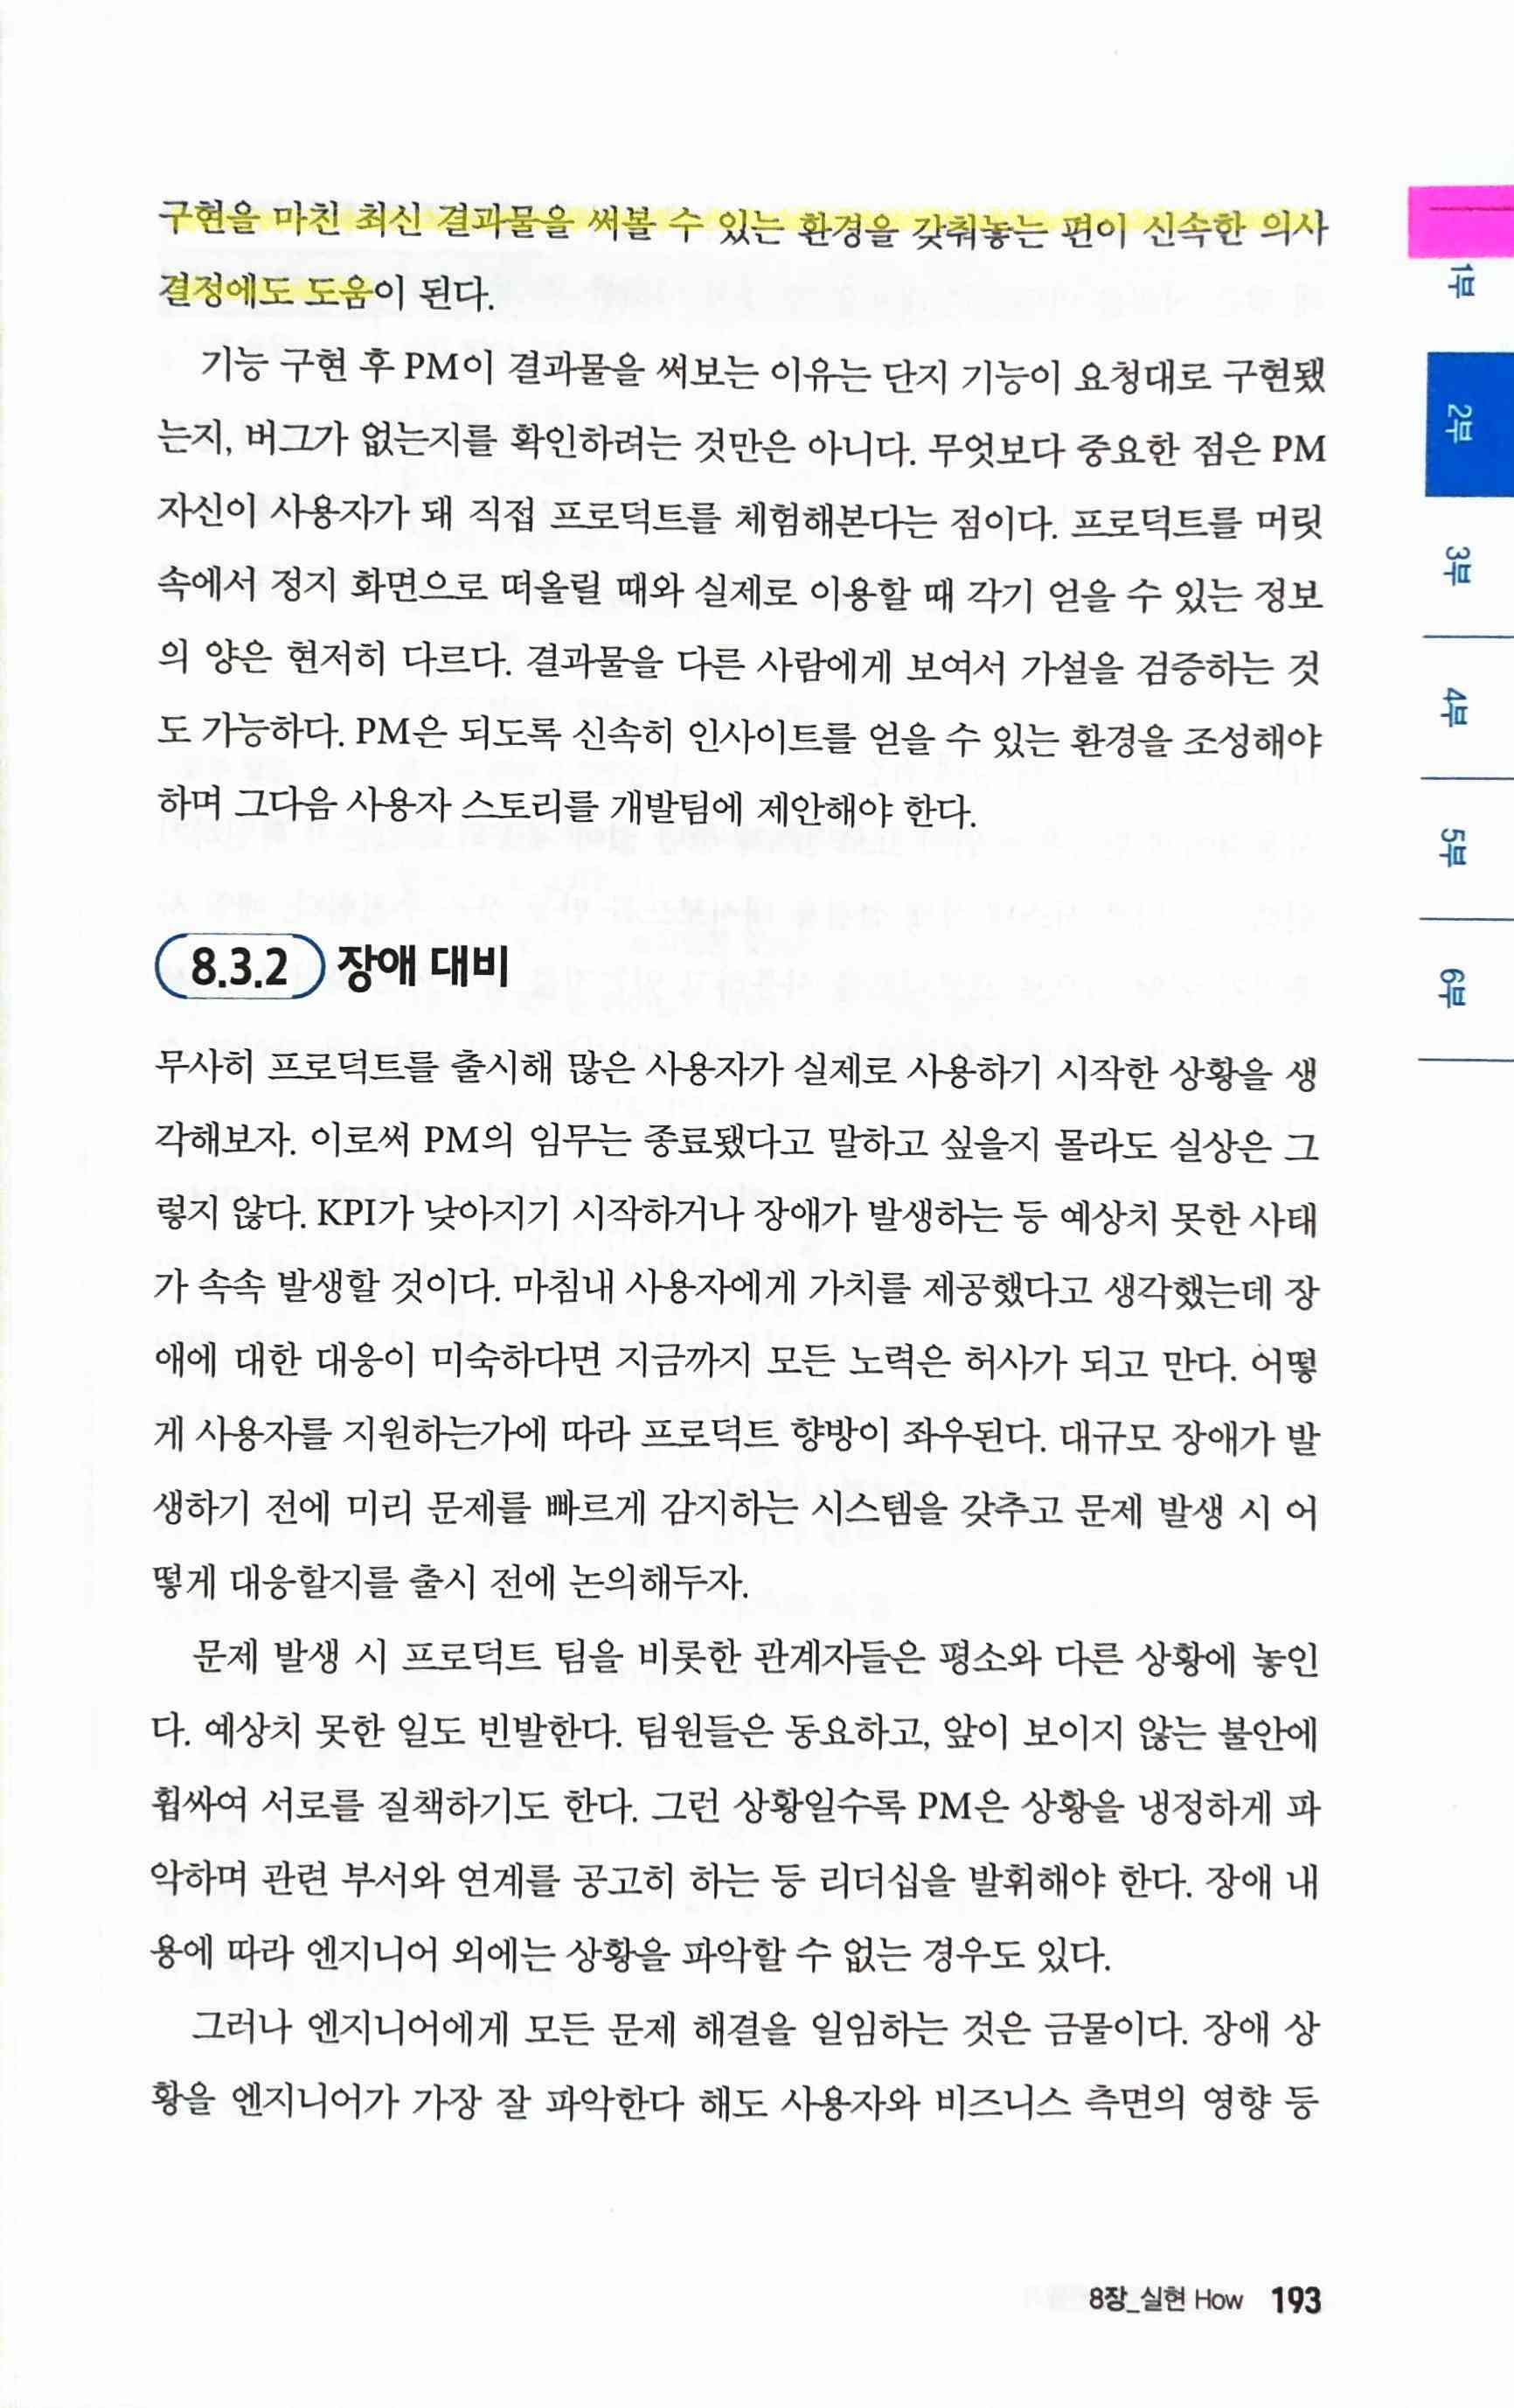 구현을 마친 최신 결과물을 써볼 수 있는 환경을 갖춰놓는 편이 신속한 의사
결정에도 도움이 된다.
기능 구현 후 PM이 결과물을 써보는 이유는 단지 기능이 요청대로 구현됐
는지, 버그가 없는지를 확인하려는 것만은 아니다. 무엇보다 중요한 점은 PM
자신이 사용자가 돼 직접 프로덕트를 체험해본다는 점이다. 프로덕트를 머릿
속에서 정지 화면으로 떠올릴 때와 실제로 이용할 때 각기 얻을 수 있는 정보
의 양은 현저히 다르다. 결과물을 다른 사람에게 보여서 가설을 검증하는 것
도 가능하다. PM은 되도록 신속히 인사이트를 얻을 수 있는 환경을 조성해야
하며 그다음 사용자 스토리를 개발팀에 제안해야 한다.
8.3.2 장애 대비
무사히 프로덕트를 출시해 많은 사용자가 실제로 사용하기 시작한 상황을 생
각해보자. 이로써 PM의 임무는 종료됐다고 말하고 싶을지 몰라도 실상은 그
렇지 않다. KPI가 낮아지기 시작하거나 장애가 발생하는 등 예상치 못한 사태
가 속속 발생할 것이다. 마침내 사용자에게 가치를 제공했다고 생각했는데 장
애에 대한 대응이 미숙하다면 지금까지 모든 노력은 허사가 되고 만다. 어떻
게 사용자를 지원하는가에 따라 프로덕트 향방이 좌우된다. 대규모 장애가 발
생하기 전에 미리 문제를 빠르게 감지하는 시스템을 갖추고 문제 발생 시 어
떻게 대응할지를 출시 전에 논의해두자.
문제 발생 시 프로덕트 팀을 비롯한 관계자들은 평소와 다른 상황에 놓인
다. 예상치 못한 일도 빈발한다. 팀원들은 동요하고, 앞이 보이지 않는 불안에
휩싸여 서로를 질책하기도 한다. 그런 상황일수록 PM은 상황을 냉정하게 파
악하며 관련 부서와 연계를 공고히 하는 등 리더십을 발휘해야 한다. 장애 내
용에 따라 엔지니어 외에는 상황을 파악할 수 없는 경우도 있다.
그러나 엔지니어에게 모든 문제 해결을 일임하는 것은 금물이다. 장애 상
황을 엔지니어가 가장 잘 파악한다 해도 사용자와 비즈니스 측면의 영향 등
8장_실현 How 193
1부
2부
3부
4부
5부
6부